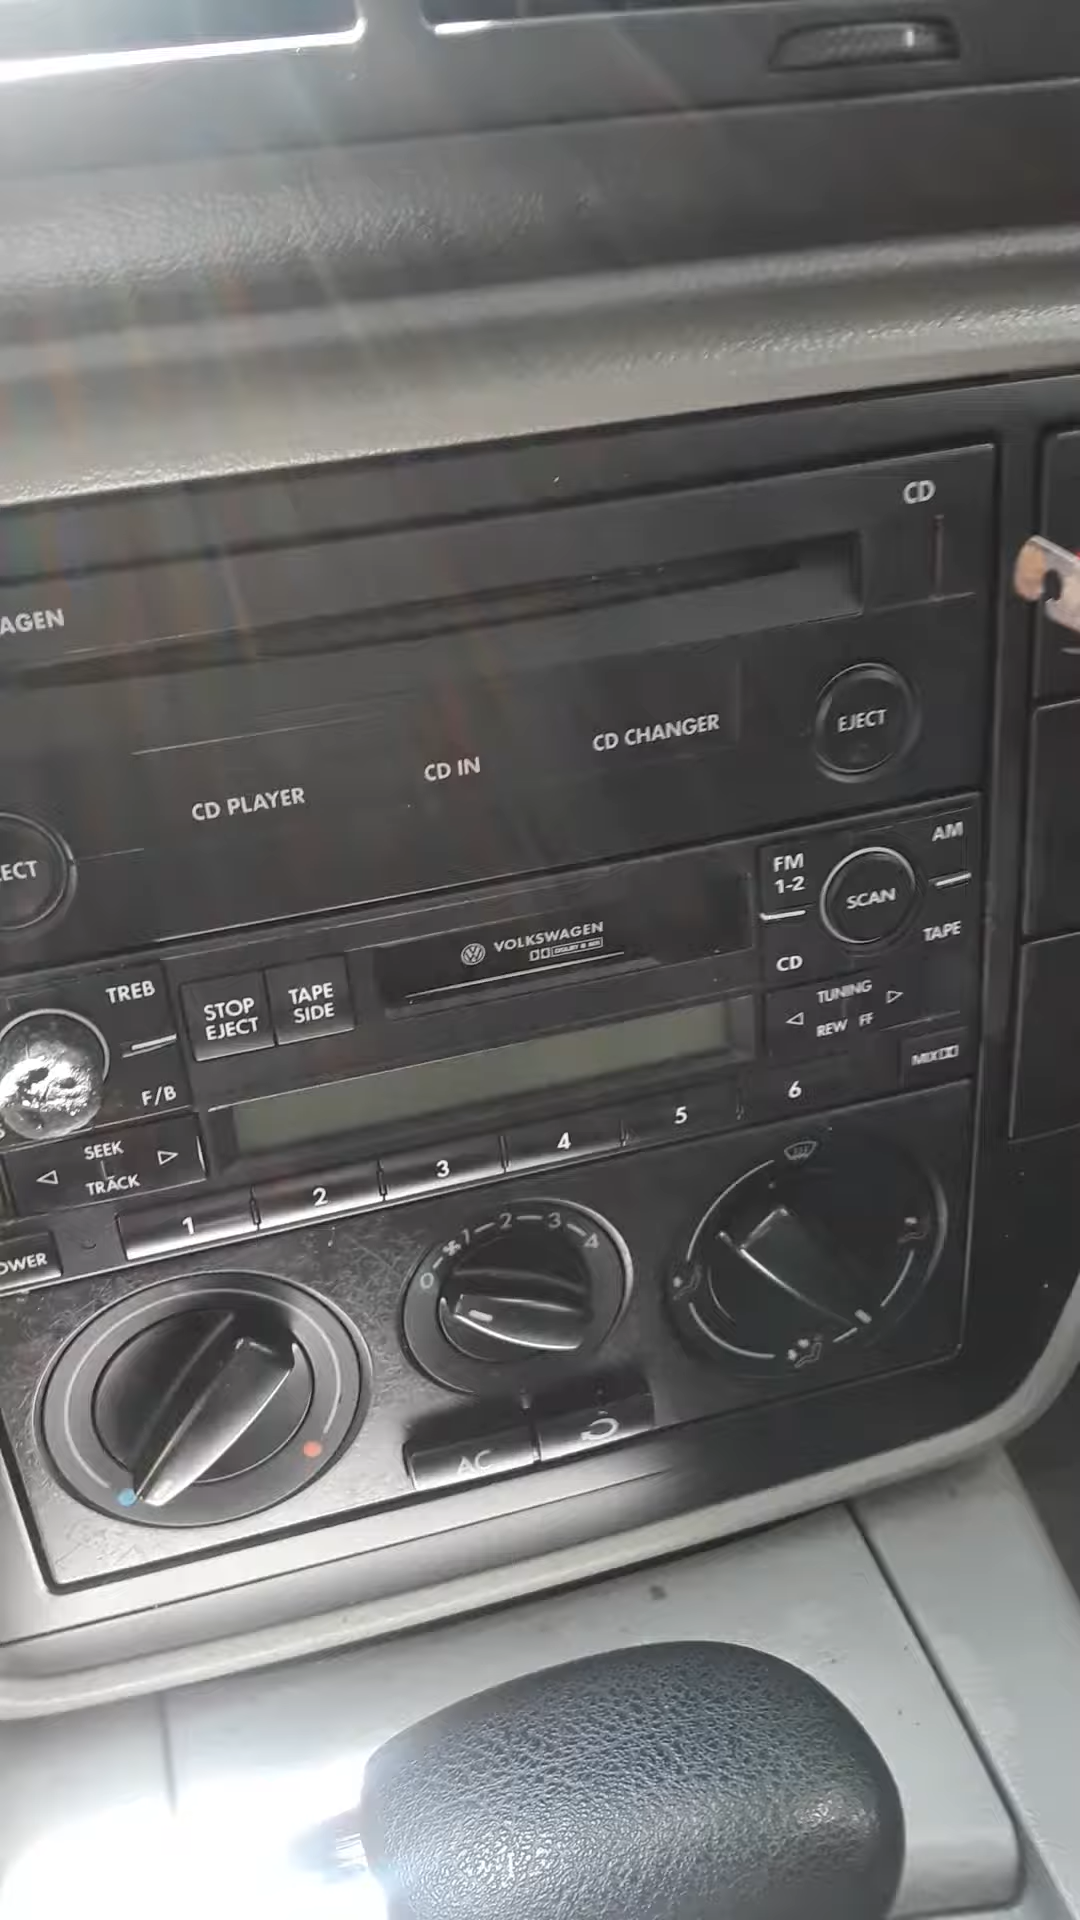 CD
AGEN
EJECT
CD CHANGER
CD IN
CD PLAYER
ECT
AM
FM
1-2
SCAN
TAPE
VOLKSWAGEN
CD
TREB
STOP
EJECT
TAPE
SIDE
TUNING
REW FF
MIX
F/B
SEEK
TRACK
1
2
3
4
5
6
OWER
0 1 2 3 4
AC